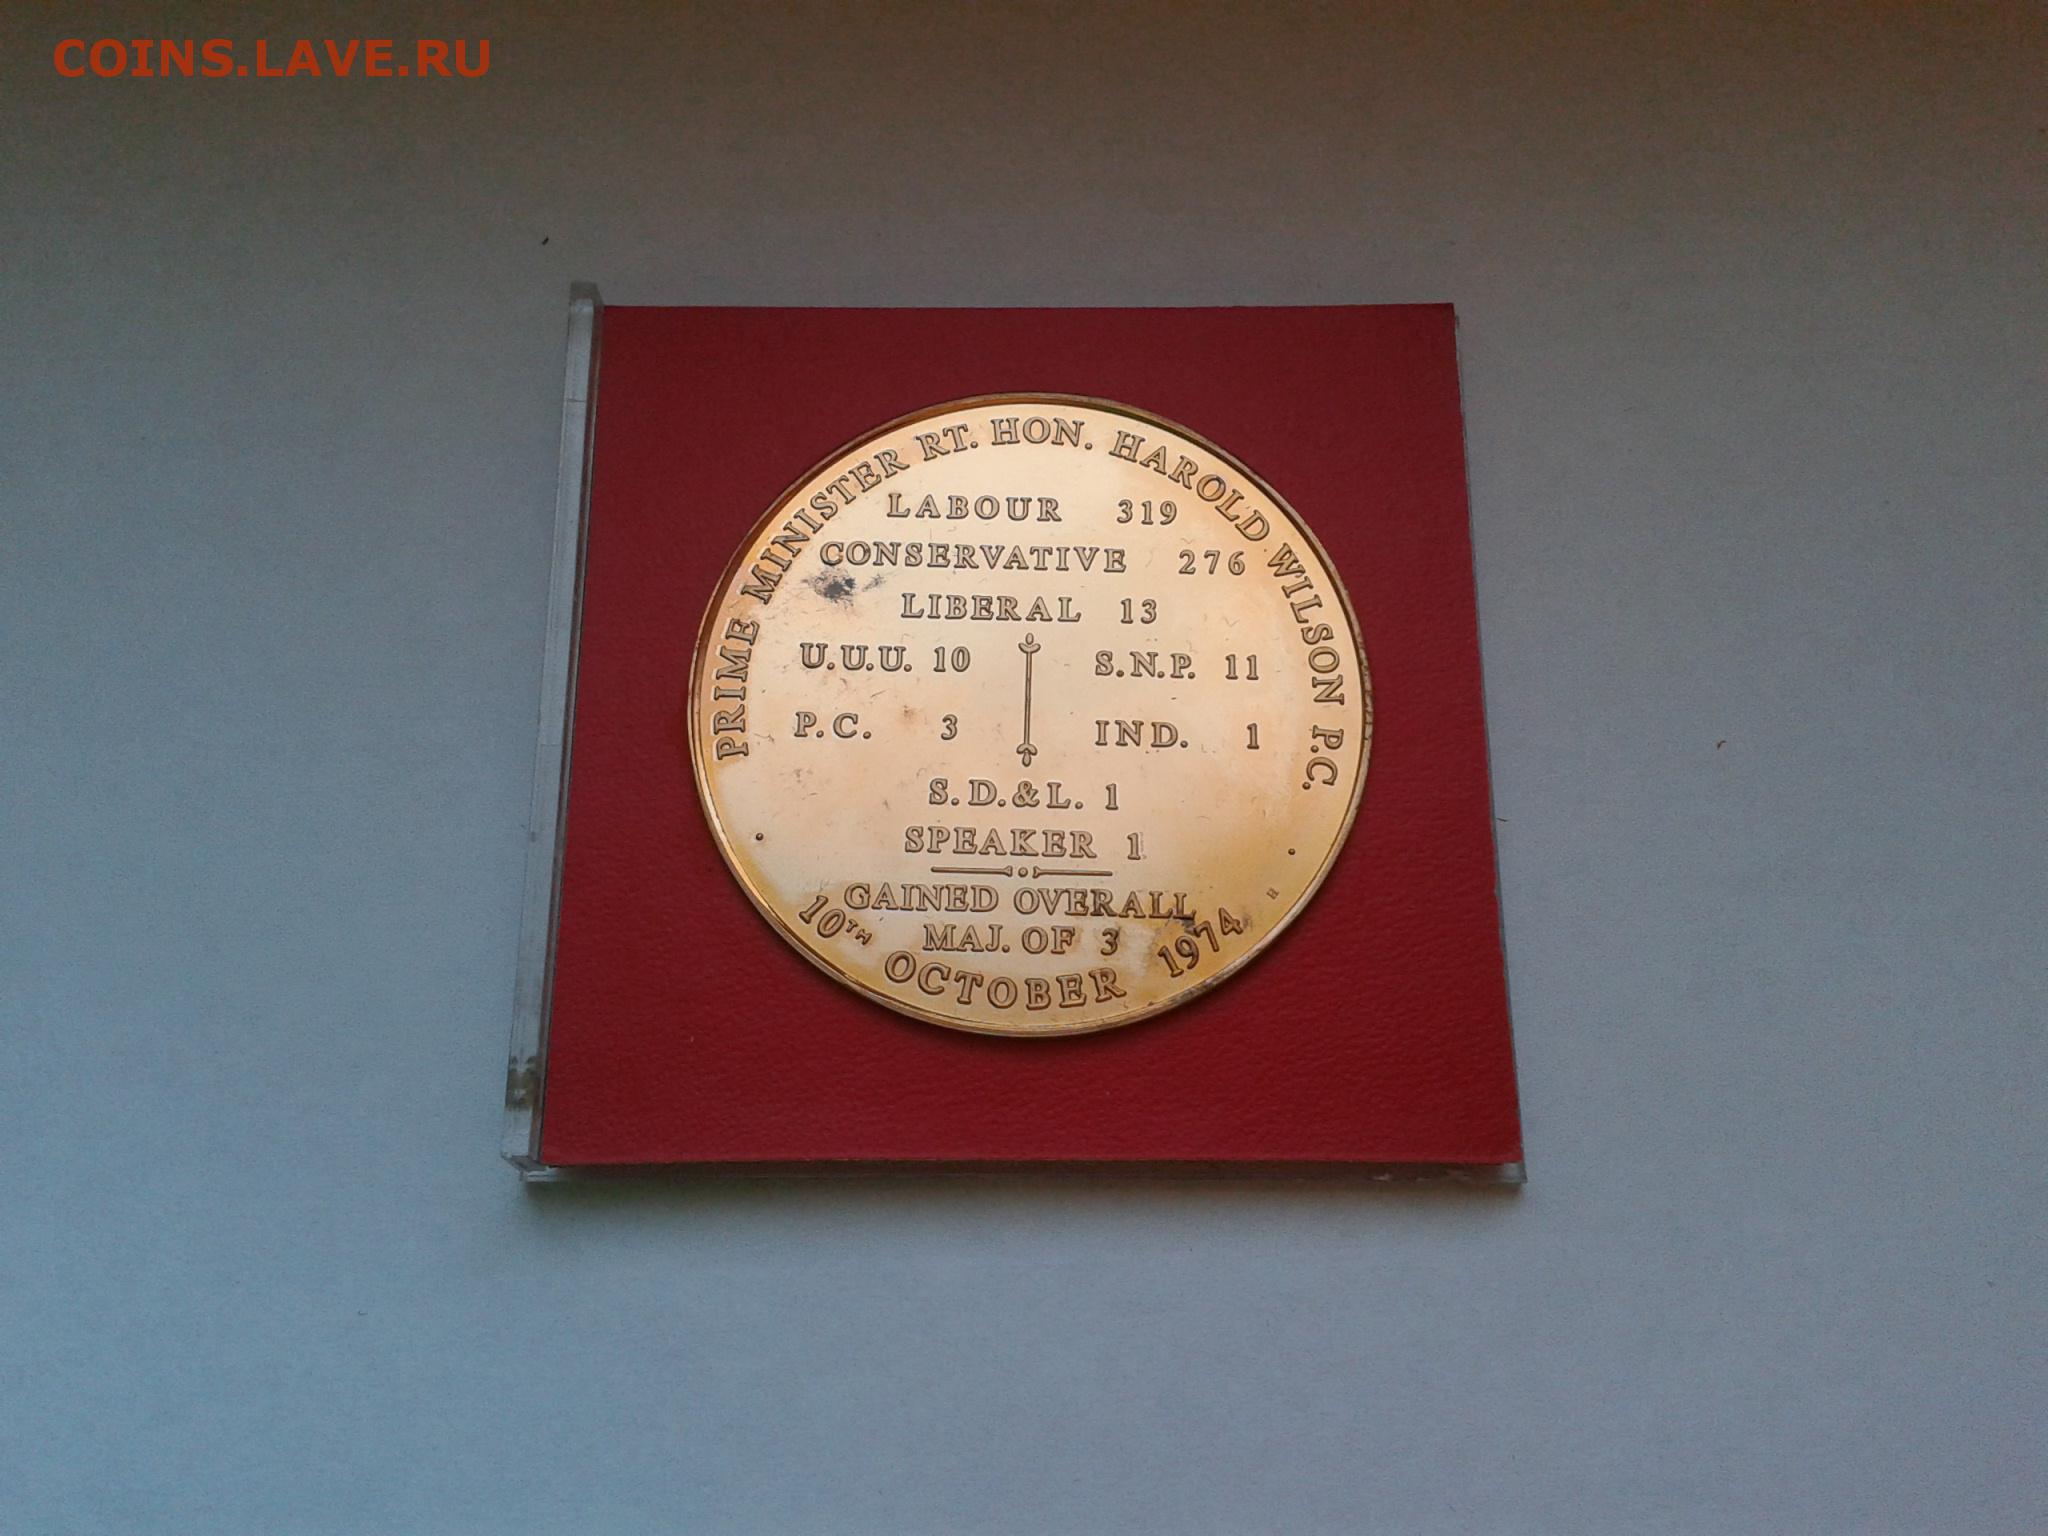 COINS.LAVE.RU
PRIME MINISTER RT. HON. HAROLD WILSON P.C.
LABOUR 319
CONSERVATIVE 276
LIBERAL 13
U.U.U. 10 S.N.P. 11
P.C. 3 IND. 1
S.D.&L. 1
SPEAKER 1
GAINED OVERALL
MAJ. OF 3
10TH OCTOBER 1974
H